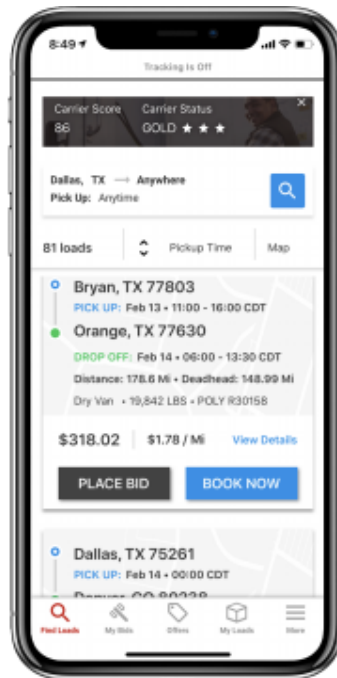 8:49
Tracking is Off
Carrier Score Carrier Status
86 GOLD ★ ★ ★
Dallas, TX → Anywhere
Pick Up: Anytime
81 loads Pickup Time Map
Bryan, TX 77803
PICK UP: Feb 13 • 11:00 - 16:00 CDT
Orange, TX 77630
DROP OFF: Feb 14 • 06:00 - 13:30 CDT
Distance: 178.6 Mi • Deadhead: 148.99 Mi
Dry Van • 19,842 LBS • POLY R30158
$318.02 $1.78 / Mi View Details
PLACE BID BOOK NOW
Dallas, TX 75261
PICK UP: Feb 14 • 00:00 CDT
Denver, CO 80238
Find Loads My Bids Offers My Loads More